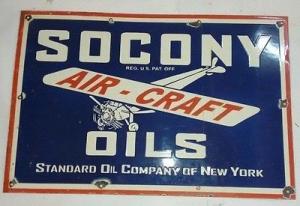 SOCONY
REG. U.S. PAT. OFF
AIR-CRAFT
OILS
STANDARD OIL COMPANY OF NEW YORK